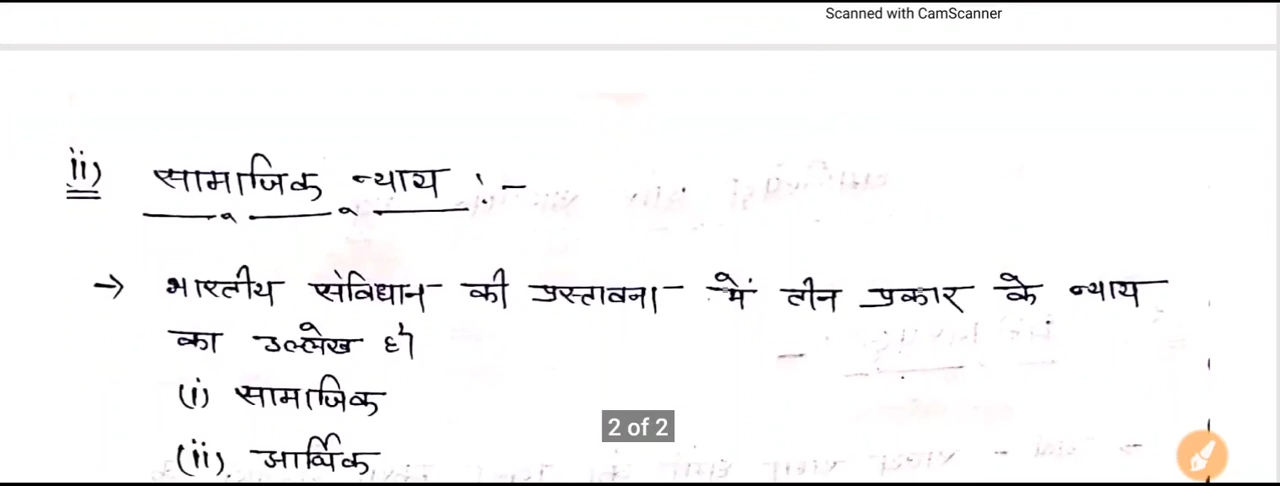 Scanned with CamScanner
ii) सामाजिक न्याय :-
→ भारतीय संविधान की प्रस्तावना में तीन प्रकार के न्याय
का उल्लेख है।
(i) सामाजिक
(ii) आर्थिक
2 of 2